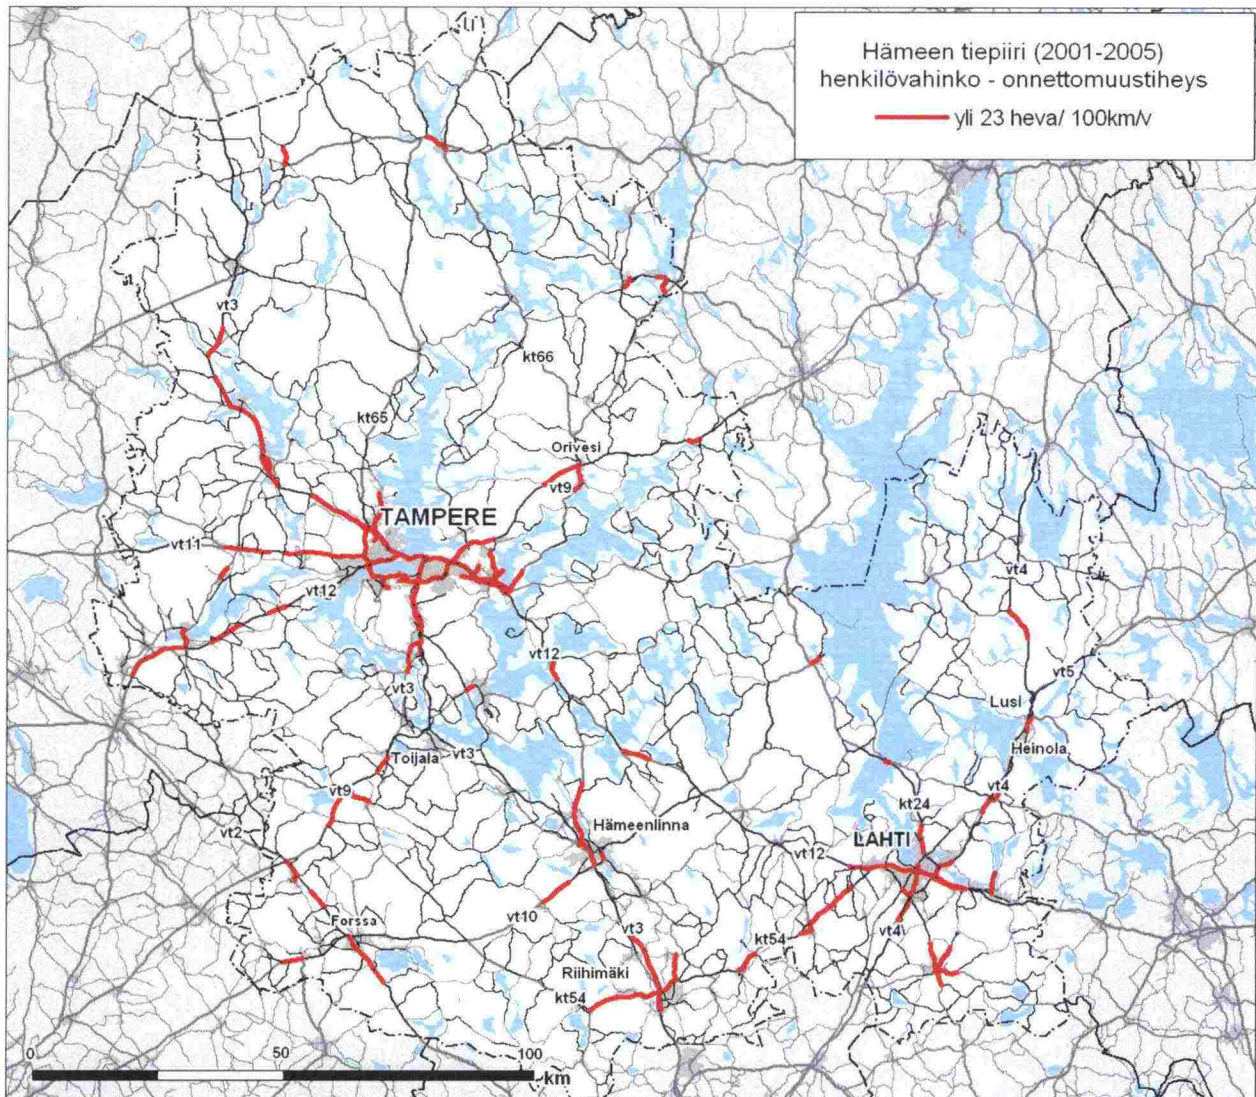 Hämeen tiepiiri (2001-2005)
henkilövahinko - onnettomuustiheys
yli 23 heva/ 100km/v
vt3
kt66
kt65
Orivesi
vt9
TAMPERE
vt11
vt12
vt4
vt12
vt5
vt3
Lusi
Toijala
vt3
Heinola
vt9
vt4
kt24
vt2
Hämeenlinna
LAHTI
vt12
Forssa
vt10
vt3
vt4
kt54
Riihimäki
kt54
0 50 100
km